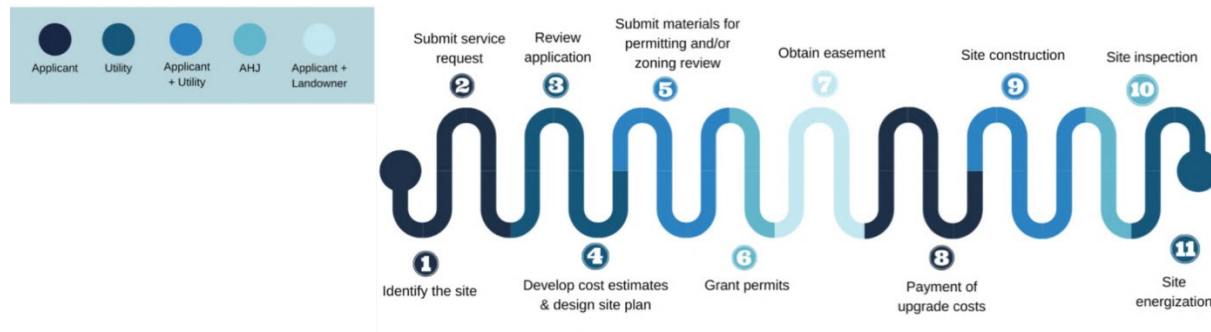 Applicant
Utility
Applicant
+ Utility
AHJ
Applicant +
Landowner
1
Identify the site
Submit service
request
2
Review
application
3
4
Develop cost estimates
& design site plan
Submit materials for
permitting and/or
zoning review
5
6
Grant permits
Obtain easement
7
8
Payment of
upgrade costs
Site construction
9
Site inspection
10
11
Site
energization